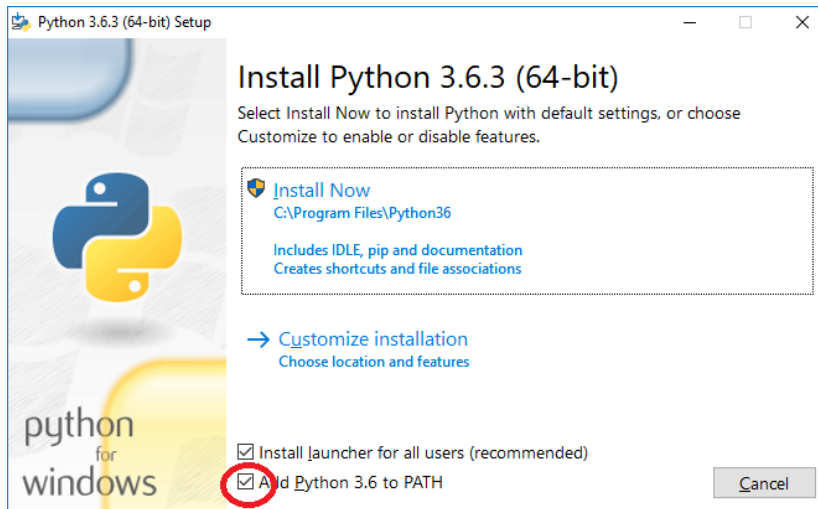 Python 3.6.3 (64-bit) Setup
Install Python 3.6.3 (64-bit)
Select Install Now to install Python with default settings, or choose
Customize to enable or disable features.
Install Now
C:\Program Files\Python36
Includes IDLE, pip and documentation
Creates shortcuts and file associations
Customize installation
Choose location and features
python
for
windows
Install launcher for all users (recommended)
Add Python 3.6 to PATH
Cancel